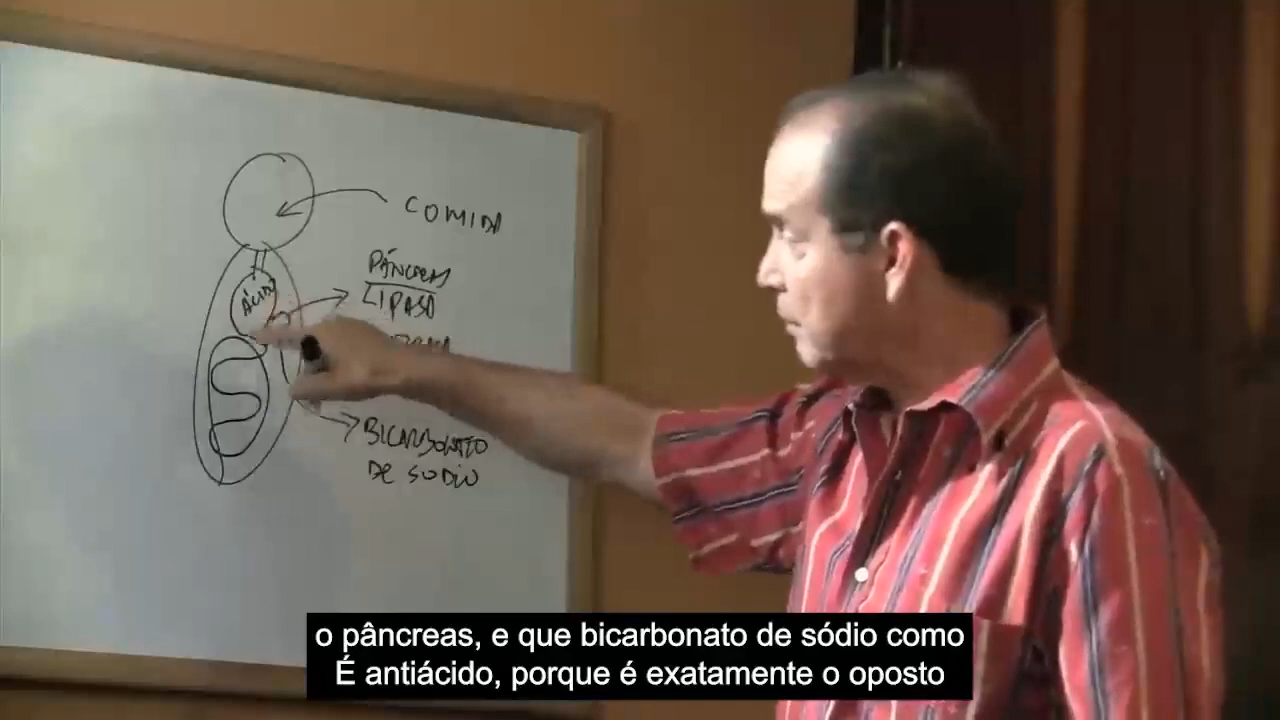 COMIDA
PÂNCREAS
LIPASO
ÁCIDO
BICARBONATO
DE SODIO
o pâncreas, e que bicarbonato de sódio como
É antiácido, porque é exatamente o oposto